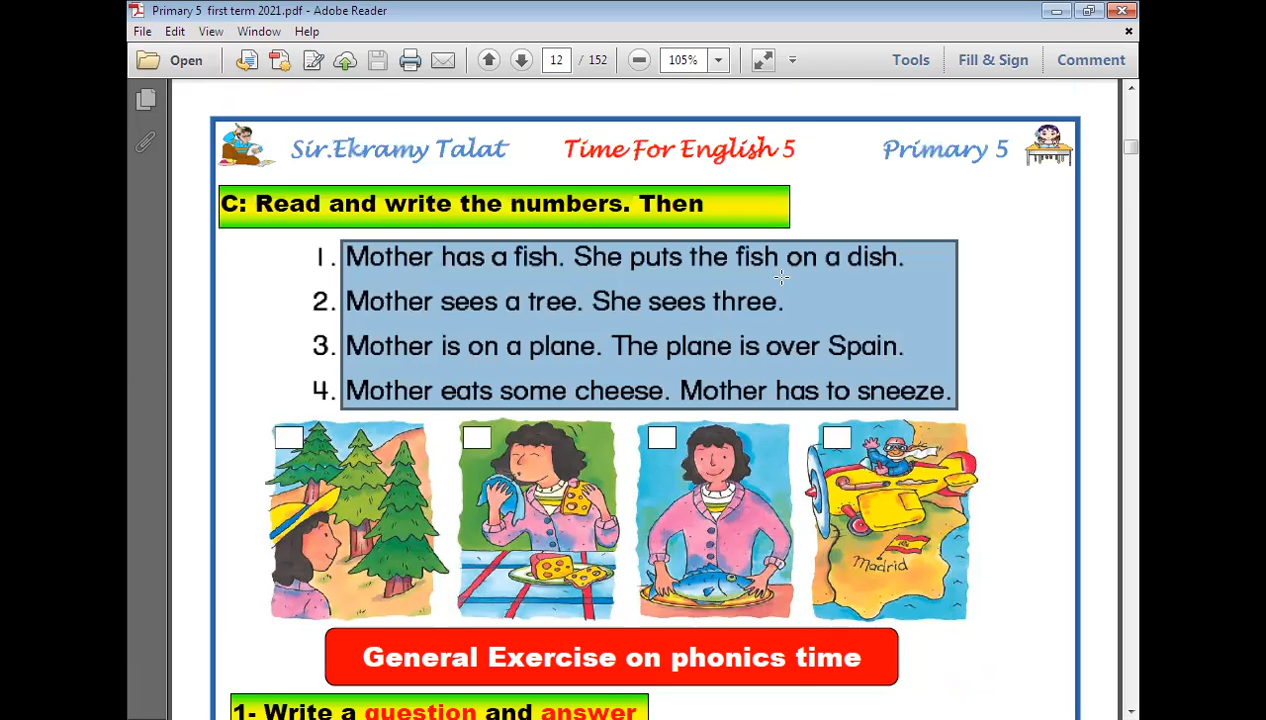 Primary 5 first term 2021.pdf - Adobe Reader
File Edit View Window Help
Open 12 / 152 105% Tools Fill & Sign Comment
Sir.Ekramy Talat Time For English 5 Primary 5
C: Read and write the numbers. Then
1. Mother has a fish. She puts the fish on a dish.
2. Mother sees a tree. She sees three.
3. Mother is on a plane. The plane is over Spain.
4. Mother eats some cheese. Mother has to sneeze.
Madrid
General Exercise on phonics time
1- Write a question and answer